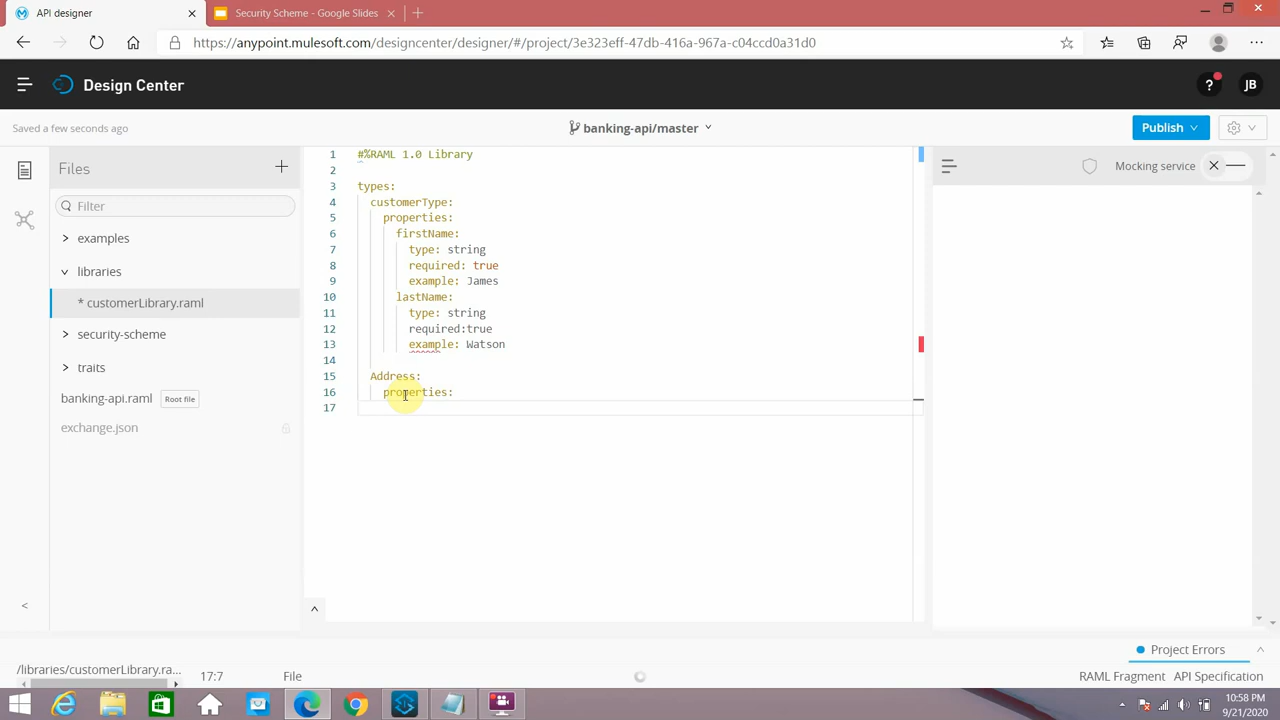 API designer
Security Scheme - Google Slides
https://anypoint.mulesoft.com/designcenter/designer/#/project/3e323eff-47db-416a-967a-c04ccd0a31d0
Design Center
?
JB
Saved a few seconds ago
banking-api/master
Publish
Files
Filter
examples
libraries
* customerLibrary.raml
security-scheme
traits
banking-api.raml Root file
exchange.json
1 #%RAML 1.0 Library
2
3 types:
4 customerType:
5 properties:
6 firstName:
7 type: string
8 required: true
9 example: James
10 lastName:
11 type: string
12 required:true
13 example: Watson
14
15 Address:
16 properties:
17
Mocking service
Project Errors
/libraries/customerLibrary.ra...
17:7
File
RAML Fragment
API Specification
10:58 PM
9/21/2020